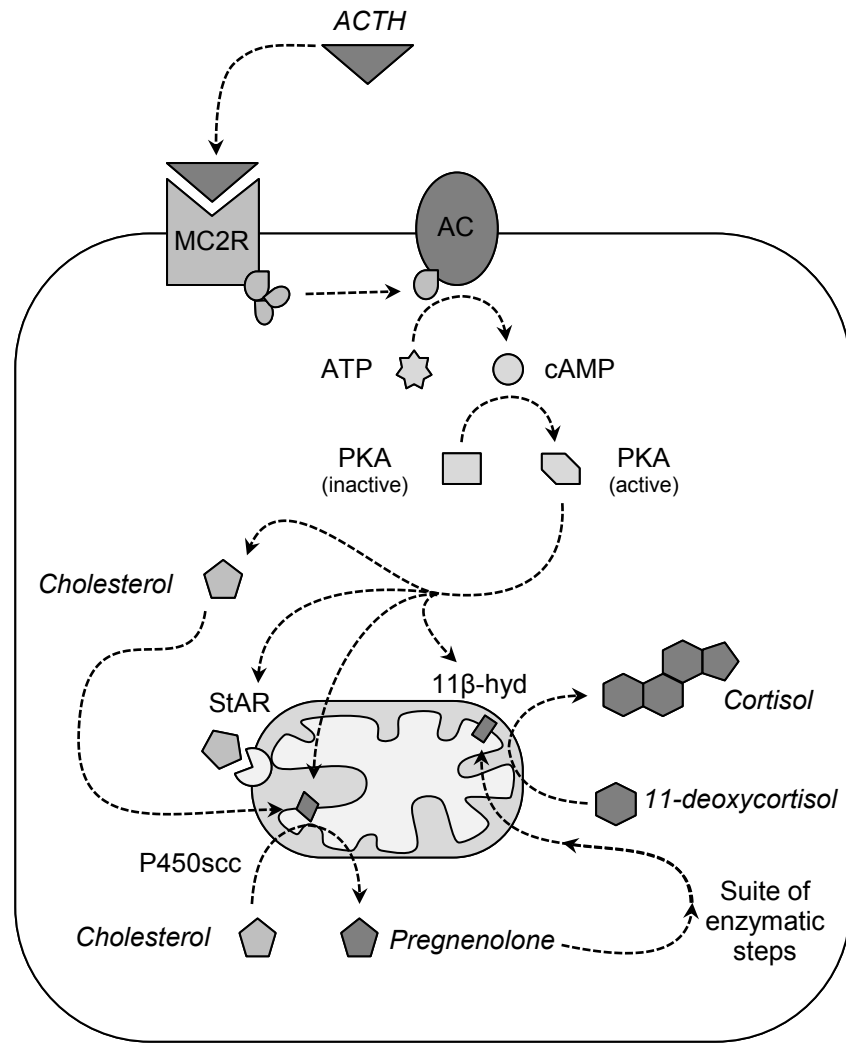 ACTH
MC2R
AC
ATP
cAMP
PKA
(inactive)
PKA
(active)
Cholesterol
StAR
11β-hyd
Cortisol
11-deoxycortisol
P450scc
Cholesterol
Pregnenolone
Suite of
enzymatic
steps